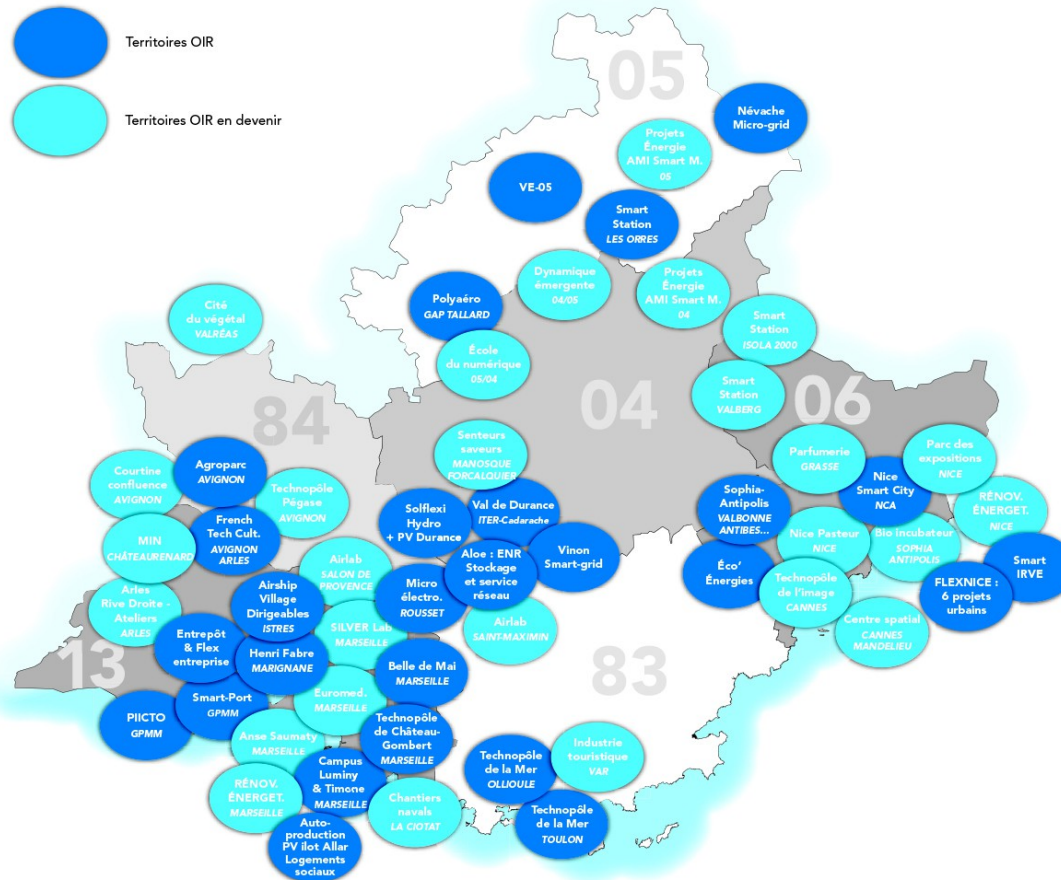 Territoires OIR
Territoires OIR en devenir
05
Névache
Micro-grid
Projets
Énergie
AMI Smart M.
05
VE-05
Smart
Station
LES ORRES
Dynamique
émergente
04/05
Projets
Énergie
AMI Smart M.
04
Polyaéro
GAP TALLARD
Cité
du végétal
VALRÉAS
Smart
Station
ISOLA 2000
École
du numérique
05/04
04
Smart
Station
VALBERG
06
84
Senteurs
saveurs
MANOSQUE
FORCALQUIER
Parfumerie
GRASSE
Parc des
expositions
NICE
Courtine
confluence
AVIGNON
Agroparc
AVIGNON
Technopôle
Pégase
AVIGNON
Nice
Smart City
NCA
Sophia-
Antipolis
VALBONNE
ANTIBES...
RÉNOV.
ÉNERGET.
NICE
Solflexi
Hydro
+ PV Durance
Val de Durance
ITER-Cadarache
French
Tech Cult.
AVIGNON
ARLES
MIN
CHÂTEAURENARD
Nice Pasteur
NICE
Bio Incubateur
SOPHIA
ANTIPOLIS
Aloe : ENR
Stockage
et service
réseau
Vinon
Smart-grid
Éco'
Énergies
Smart
IRVE
Airlab
SALON DE
PROVENCE
Micro
électro.
ROUSSET
Technopôle
de l'image
CANNES
FLEXNICE :
6 projets
urbains
Arles
Rive Droite -
Ateliers
ARLES
Airship
Village
Dirigeables
ISTRES
SiLVER Lab
MARSEILLE
Airlab
SAINT-MAXIMIN
Centre spatial
CANNES
MANDELIEU
Entrepôt
& Flex
entreprise
Henri Fabre
MARIGNANE
Belle de Mai
MARSEILLE
13
83
Smart-Port
GPMM
Euromed.
MARSEILLE
PIICTO
GPMM
Anse Saumaty
MARSEILLE
Technopôle
de Château-
Gombert
MARSEILLE
Technopôle
de la Mer
OLLIOULE
Industrie
touristique
VAR
Campus
Luminy
& Timone
MARSEILLE
RÉNOV.
ÉNERGET.
MARSEILLE
Chantiers
navals
LA CIOTAT
Technopôle
de la Mer
TOULON
Auto-
production
PV ilot Allar
Logements
sociaux